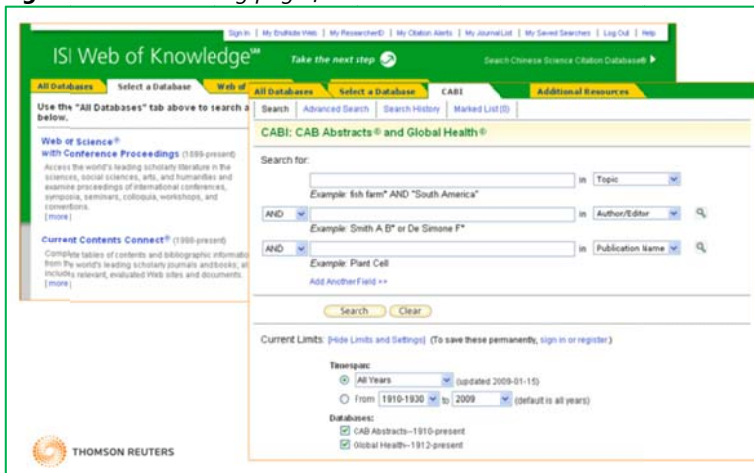 Sign In | My EndNote Web | My ResearcherID | My Citation Alerts | My Journal List | My Saved Searches | Log Out | Help
ISI Web of Knowledge℠
Take the next step
Search Chinese Science Citation Database℠
All Databases
Select a Database
Web of
Use the "All Databases" tab above to search a
below.
Web of Science®
with Conference Proceedings (1899-present)
Access the world's leading scholarly literature in the
sciences, social sciences, arts, and humanities and
examine proceedings of international conferences,
symposia, seminars, colloquia, workshops, and
conventions.
[more]
Current Contents Connect® (1998-present)
Complete tables of contents and bibliographic informatio
from the world's leading scholarly journals and books; al
includes relevant, evaluated Web sites and documents.
[more]
THOMSON REUTERS
All Databases
Select a Database
CABI
Additional Resources
Search | Advanced Search | Search History | Marked List (0)
CABI: CAB Abstracts® and Global Health®
Search for:
in Topic
Example: fish farm* AND "South America"
AND in Author/Editor
Example: Smith A B* or De Simone F*
AND in Publication Name
Example: Plant Cell
Add Another Field >>
Search Clear
Current Limits: [Hide Limits and Settings] (To save these permanently, sign in or register.)
Timespan:
All Years (updated 2009-01-15)
From 1910-1930 to 2009 (default is all years)
Databases:
CAB Abstracts--1910-present
Global Health--1912-present